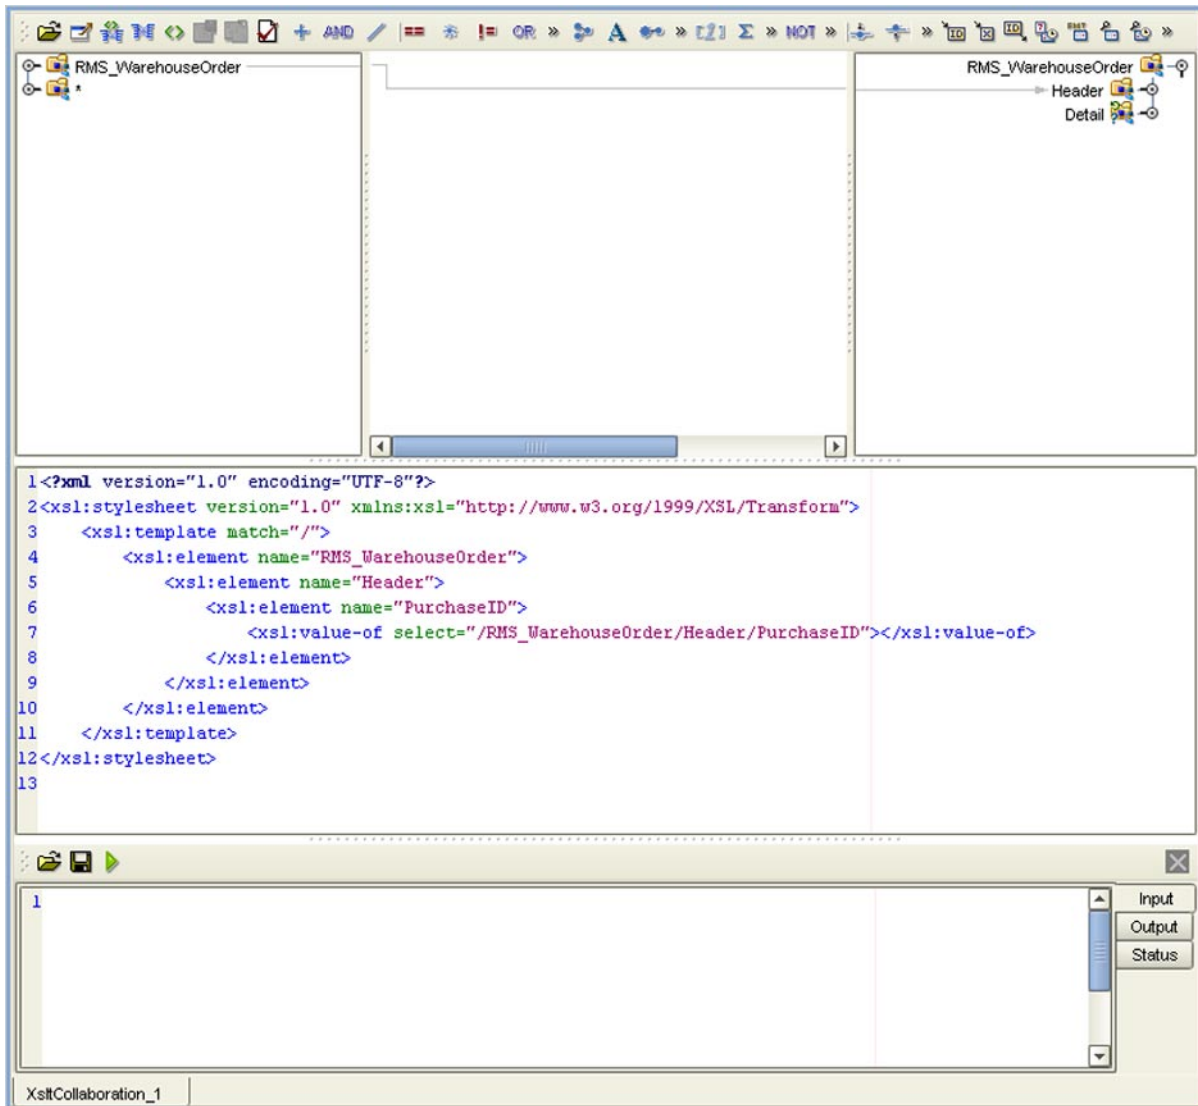 AND == != OR » A » Σ » NOT » » »
RMS_WarehouseOrder
*
RMS_WarehouseOrder
Header
Detail
1<?xml version="1.0" encoding="UTF-8"?>
2<xsl:stylesheet version="1.0" xmlns:xsl="http://www.w3.org/1999/XSL/Transform">
3    <xsl:template match="/">
4        <xsl:element name="RMS_WarehouseOrder">
5            <xsl:element name="Header">
6                <xsl:element name="PurchaseID">
7                    <xsl:value-of select="/RMS_WarehouseOrder/Header/PurchaseID"></xsl:value-of>
8                </xsl:element>
9            </xsl:element>
10        </xsl:element>
11    </xsl:template>
12</xsl:stylesheet>
13
1
Input
Output
Status
XsltCollaboration_1